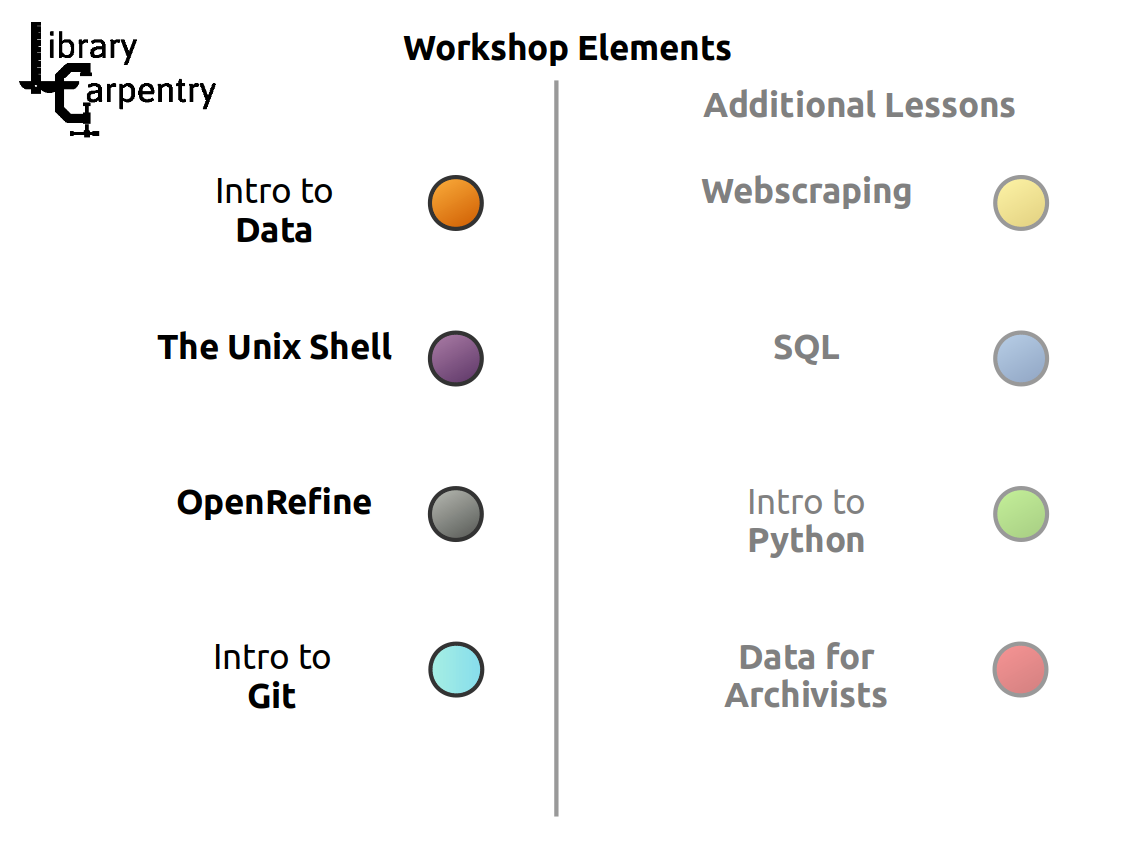 Library
Carpentry
Workshop Elements
Intro to
Data
The Unix Shell
OpenRefine
Intro to
Git
Additional Lessons
Webscraping
SQL
Intro to
Python
Data for
Archivists